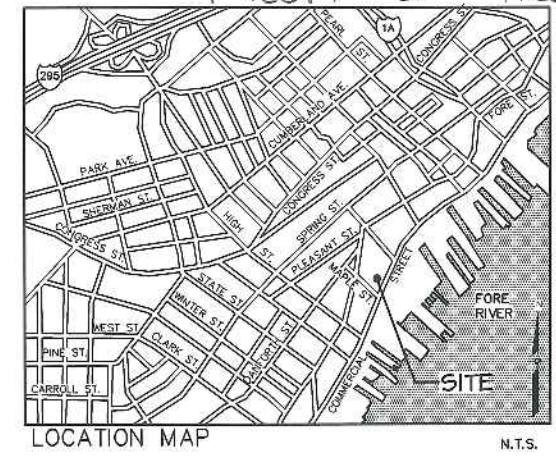 PEARL ST.
1A
CONGRESS ST.
295
CUMBERLAND AVE.
FORE ST.
PARK AVE.
SHERMAN ST.
CONGRESS ST.
HIGH ST.
CONGRESS ST.
SPRING ST.
PLEASANT ST.
MAPLE ST.
STATE ST.
WINTER ST.
CLARK ST.
DANFORTH ST.
COMMERCIAL STREET
FORE
RIVER
WEST ST.
PINE ST.
CARROLL ST.
SITE
LOCATION MAP
N.T.S.